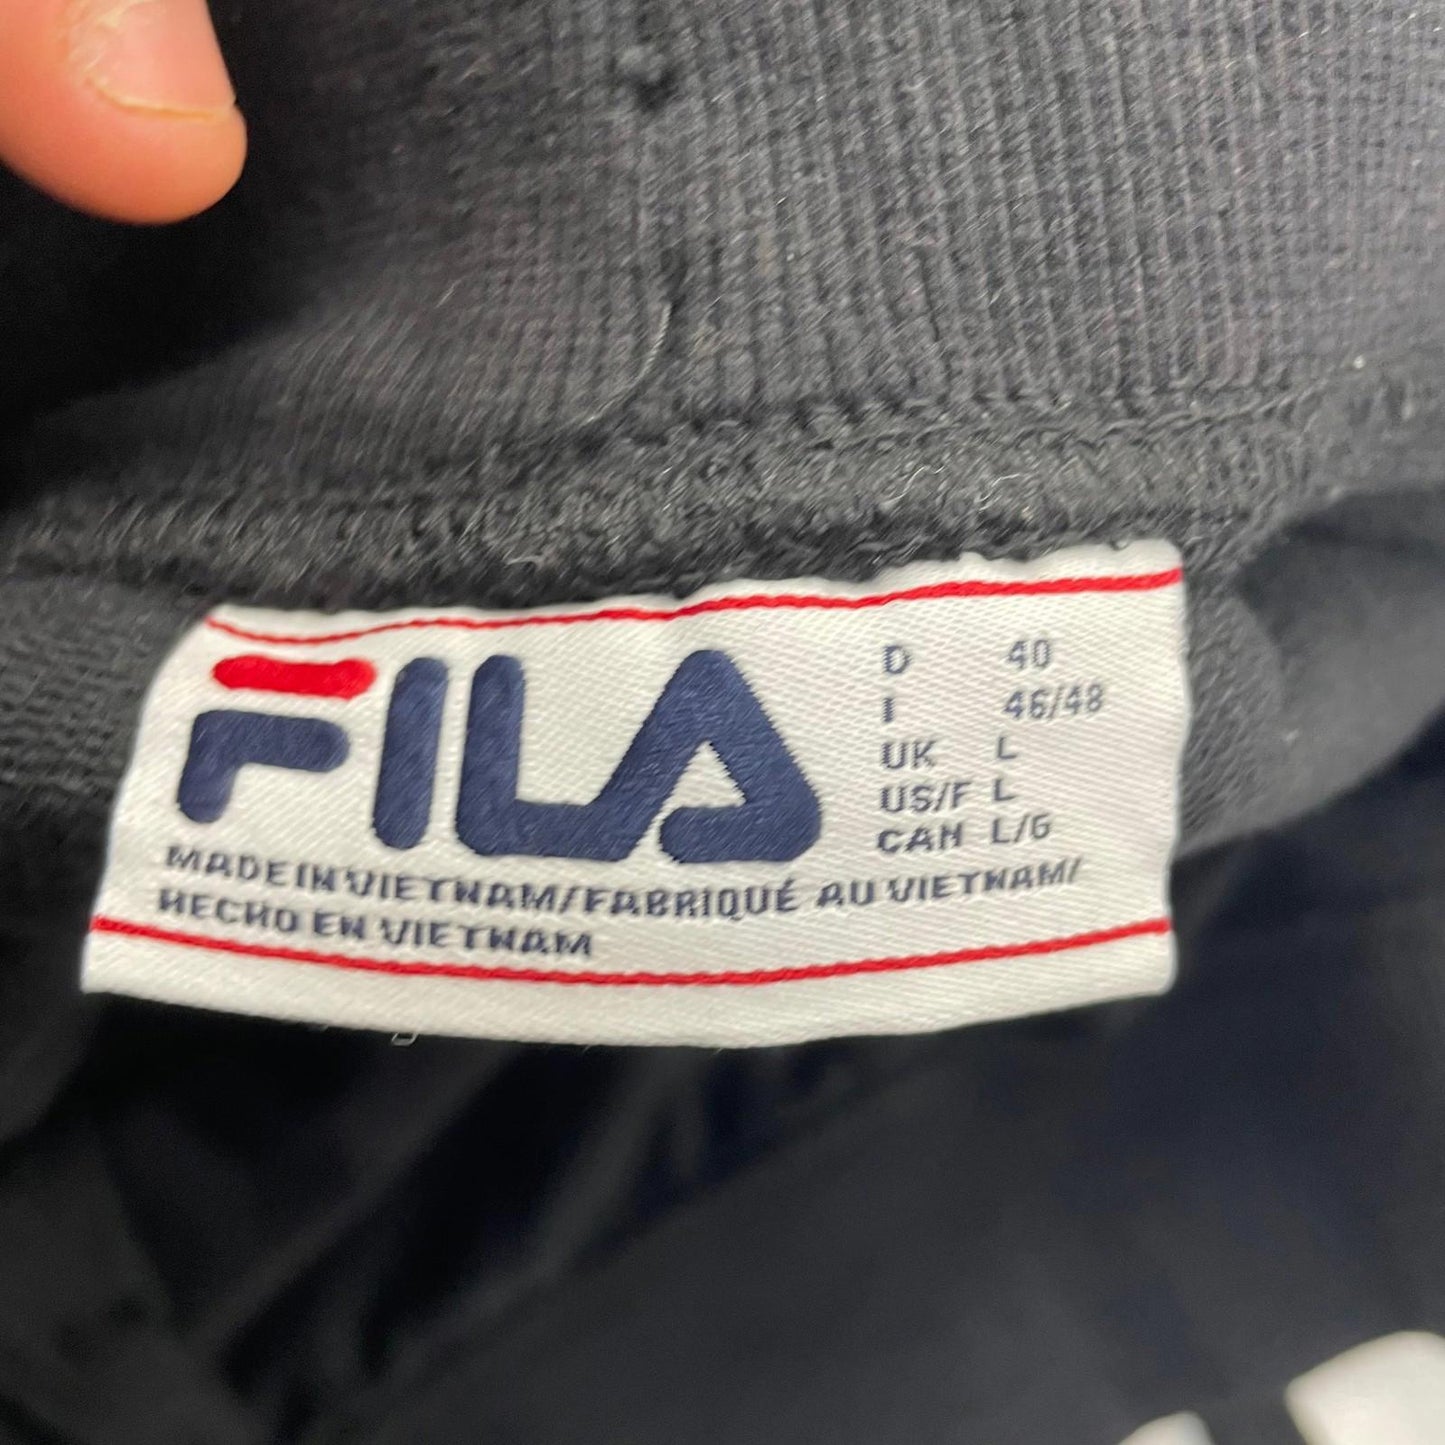 FILA
D 40
I 46/48
UK L
US/F L
CAN L/G
MADE IN VIETNAM/FABRIQUÉ AU VIETNAM/
HECHO EN VIETNAM